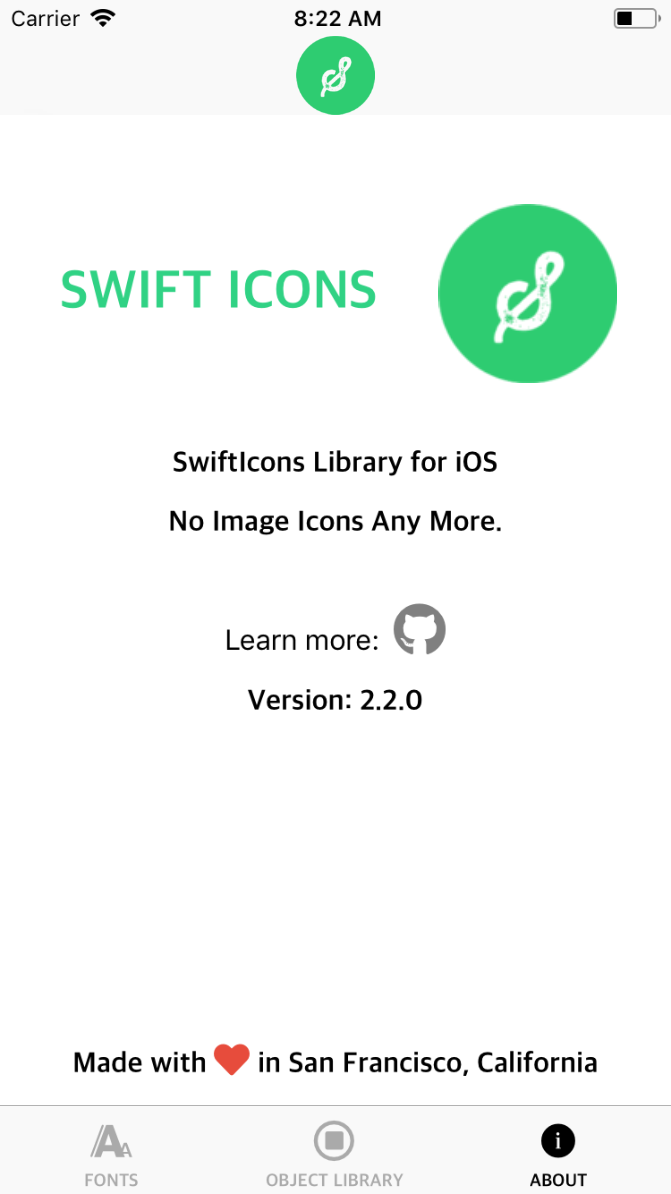 Carrier 8:22 AM
SWIFT ICONS
SwiftIcons Library for iOS
No Image Icons Any More.
Learn more:
Version: 2.2.0
Made with ❤ in San Francisco, California
FONTS OBJECT LIBRARY ABOUT